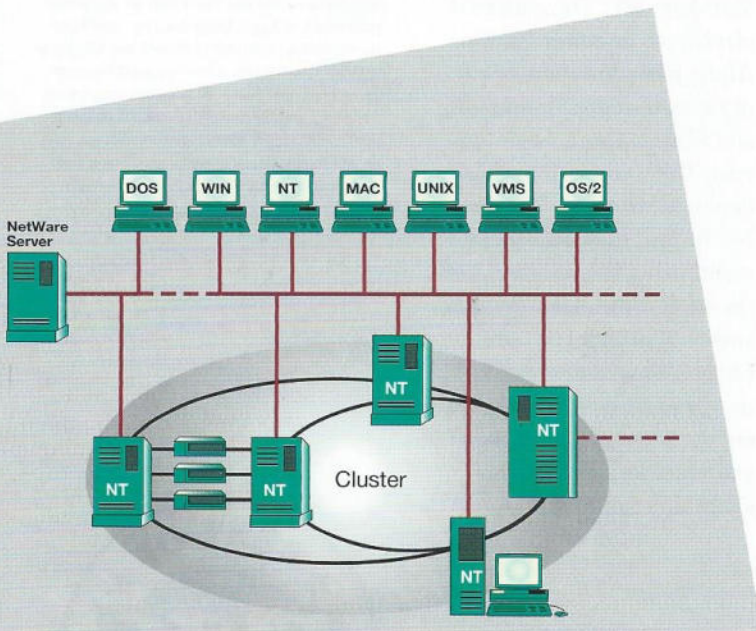 DOS WIN NT MAC UNIX VMS OS/2
NetWare
Server
NT
NT
NT
NT
Cluster
NT